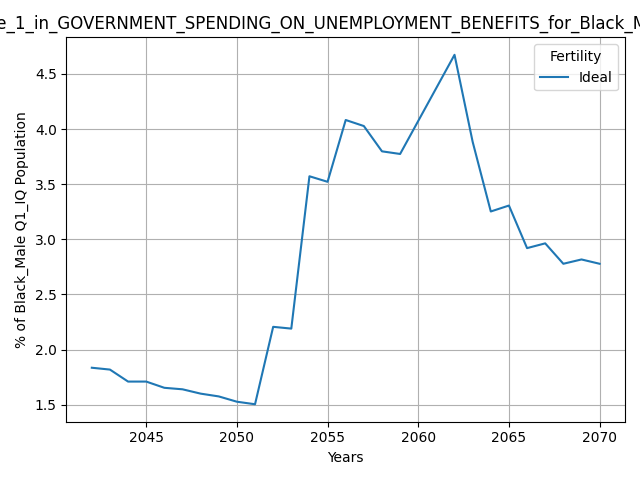 e_1_in_GOVERNMENT_SPENDING_ON_UNEMPLOYMENT_BENEFITS_for_Black_M
Fertility
Ideal
% of Black_Male Q1_IQ Population
4.5
4.0
3.5
3.0
2.5
2.0
1.5
2045
2050
2055
2060
2065
2070
Years